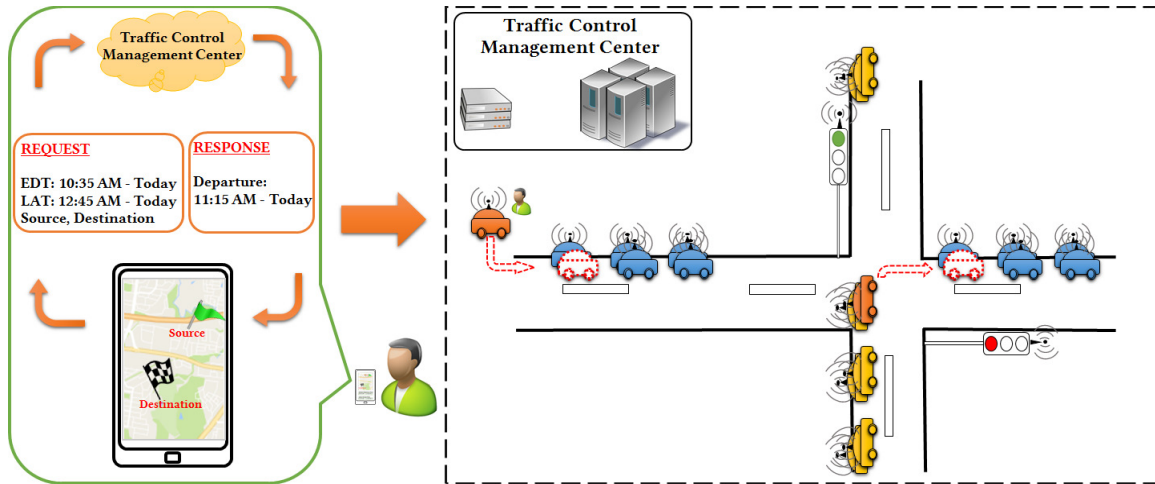 Traffic Control
Management Center
REQUEST
EDT: 10:35 AM - Today
LAT: 12:45 AM - Today
Source, Destination
RESPONSE
Departure:
11:15 AM - Today
Source
Destination
Traffic Control
Management Center